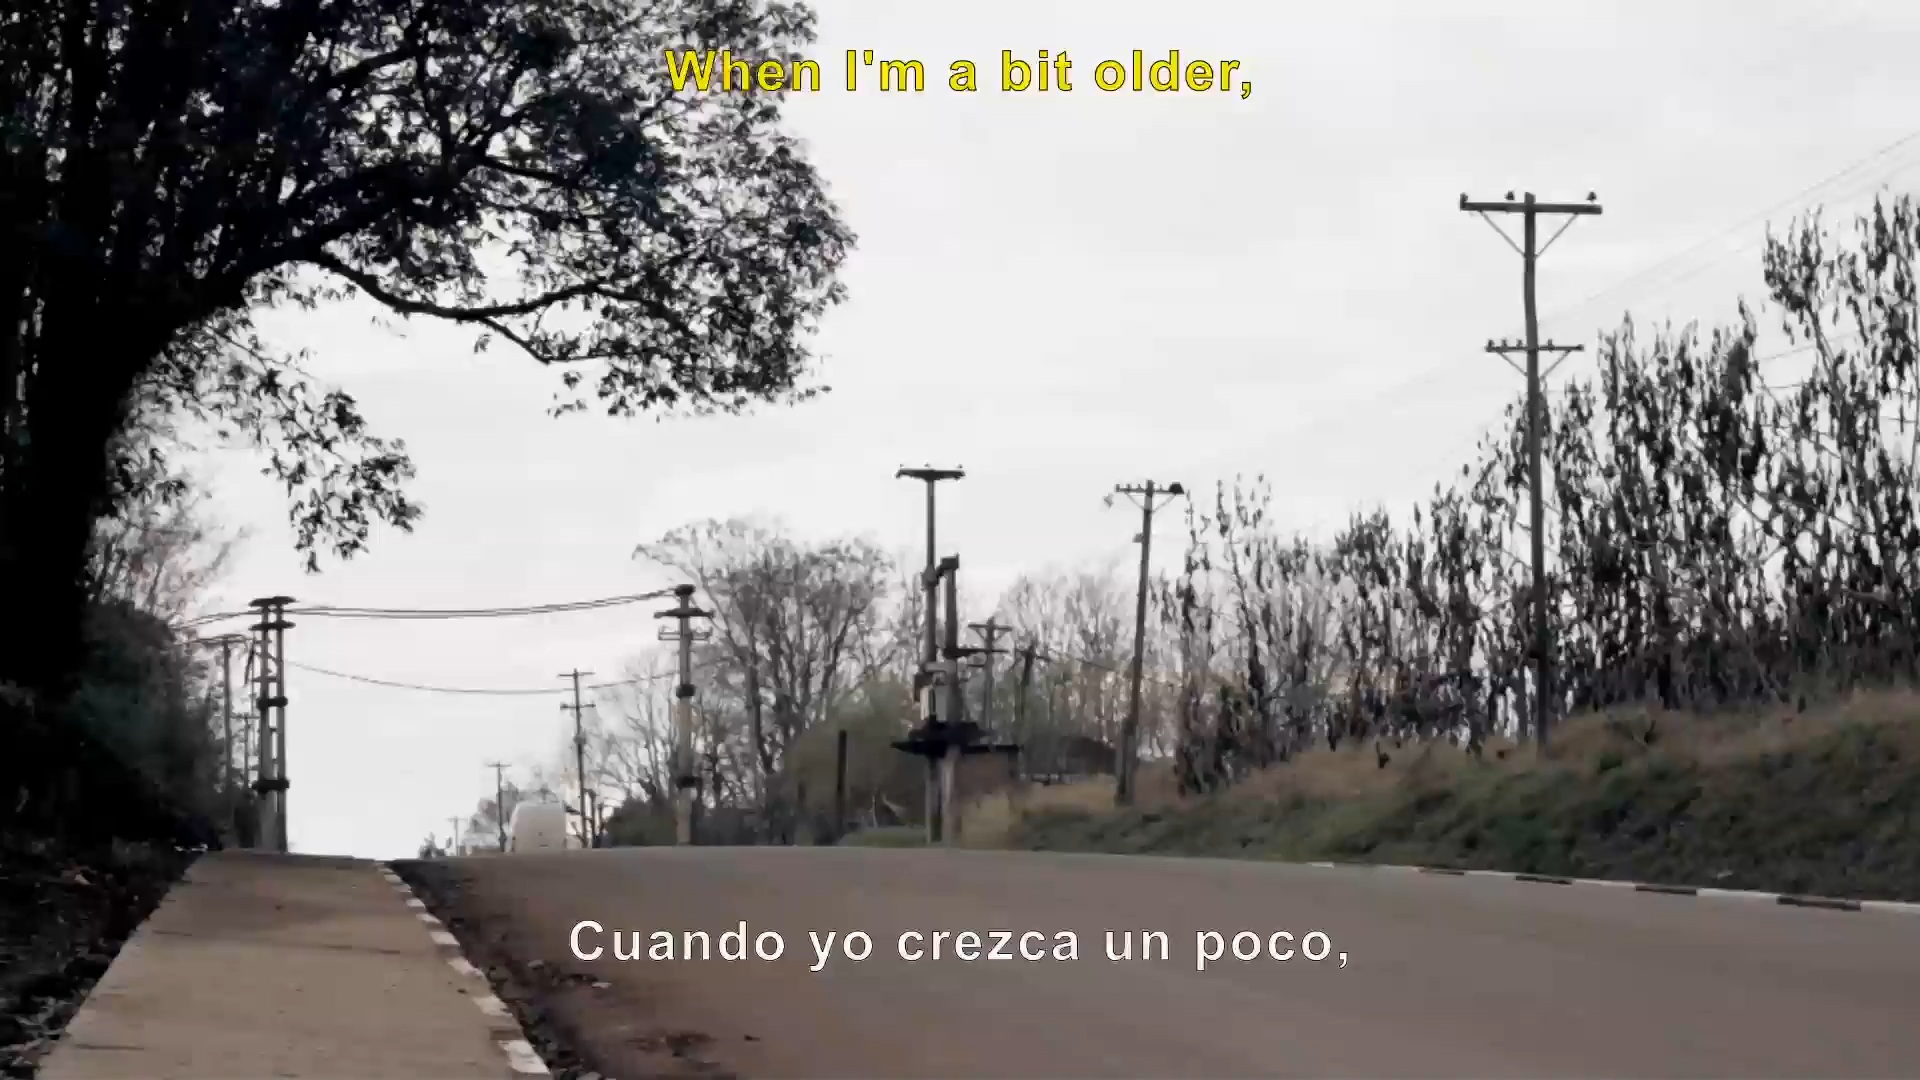 When I'm a bit older,
Cuando yo crezca un poco,